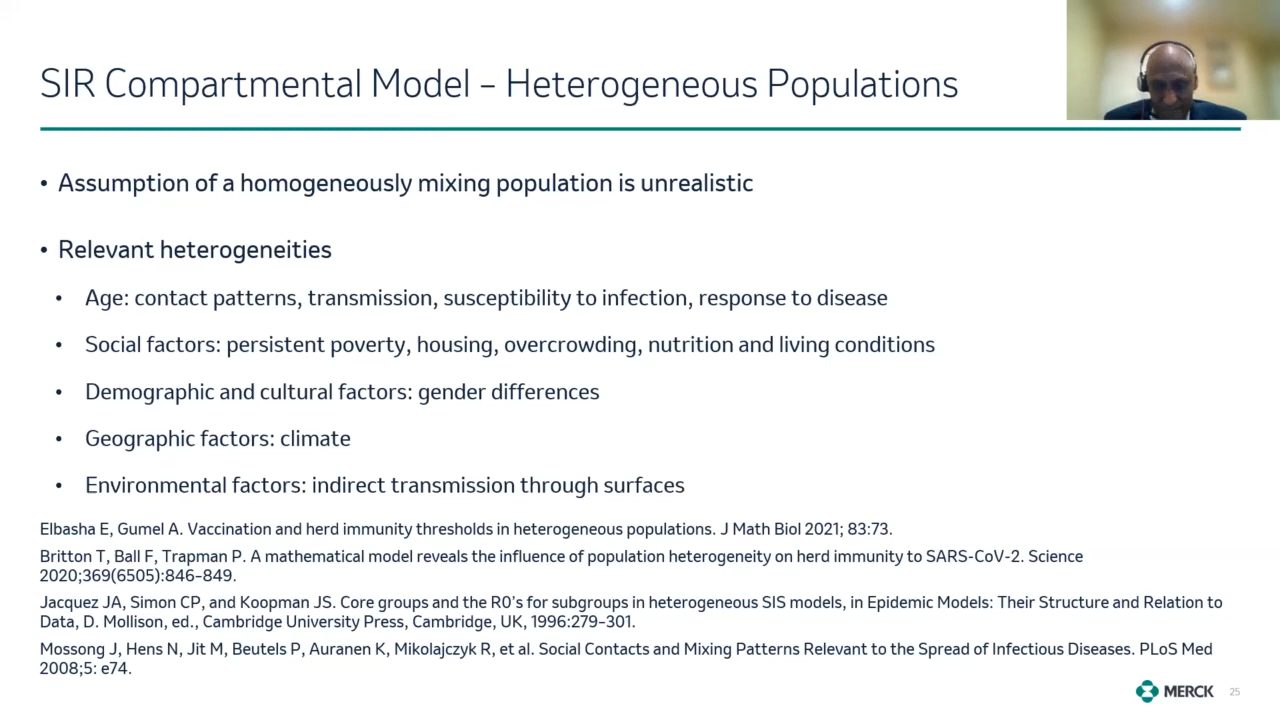 SIR Compartmental Model – Heterogeneous Populations
• Assumption of a homogeneously mixing population is unrealistic
• Relevant heterogeneities
• Age: contact patterns, transmission, susceptibility to infection, response to disease
• Social factors: persistent poverty, housing, overcrowding, nutrition and living conditions
• Demographic and cultural factors: gender differences
• Geographic factors: climate
• Environmental factors: indirect transmission through surfaces
Elbasha E, Gumel A. Vaccination and herd immunity thresholds in heterogeneous populations. J Math Biol 2021; 83:73.
Britton T, Ball F, Trapman P. A mathematical model reveals the influence of population heterogeneity on herd immunity to SARS-CoV-2. Science
2020;369(6505):846–849.
Jacquez JA, Simon CP, and Koopman JS. Core groups and the R0's for subgroups in heterogeneous SIS models, in Epidemic Models: Their Structure and Relation to
Data, D. Mollison, ed., Cambridge University Press, Cambridge, UK, 1996:279–301.
Mossong J, Hens N, Jit M, Beutels P, Auranen K, Mikolajczyk R, et al. Social Contacts and Mixing Patterns Relevant to the Spread of Infectious Diseases. PLoS Med
2008;5: e74.
MERCK 25